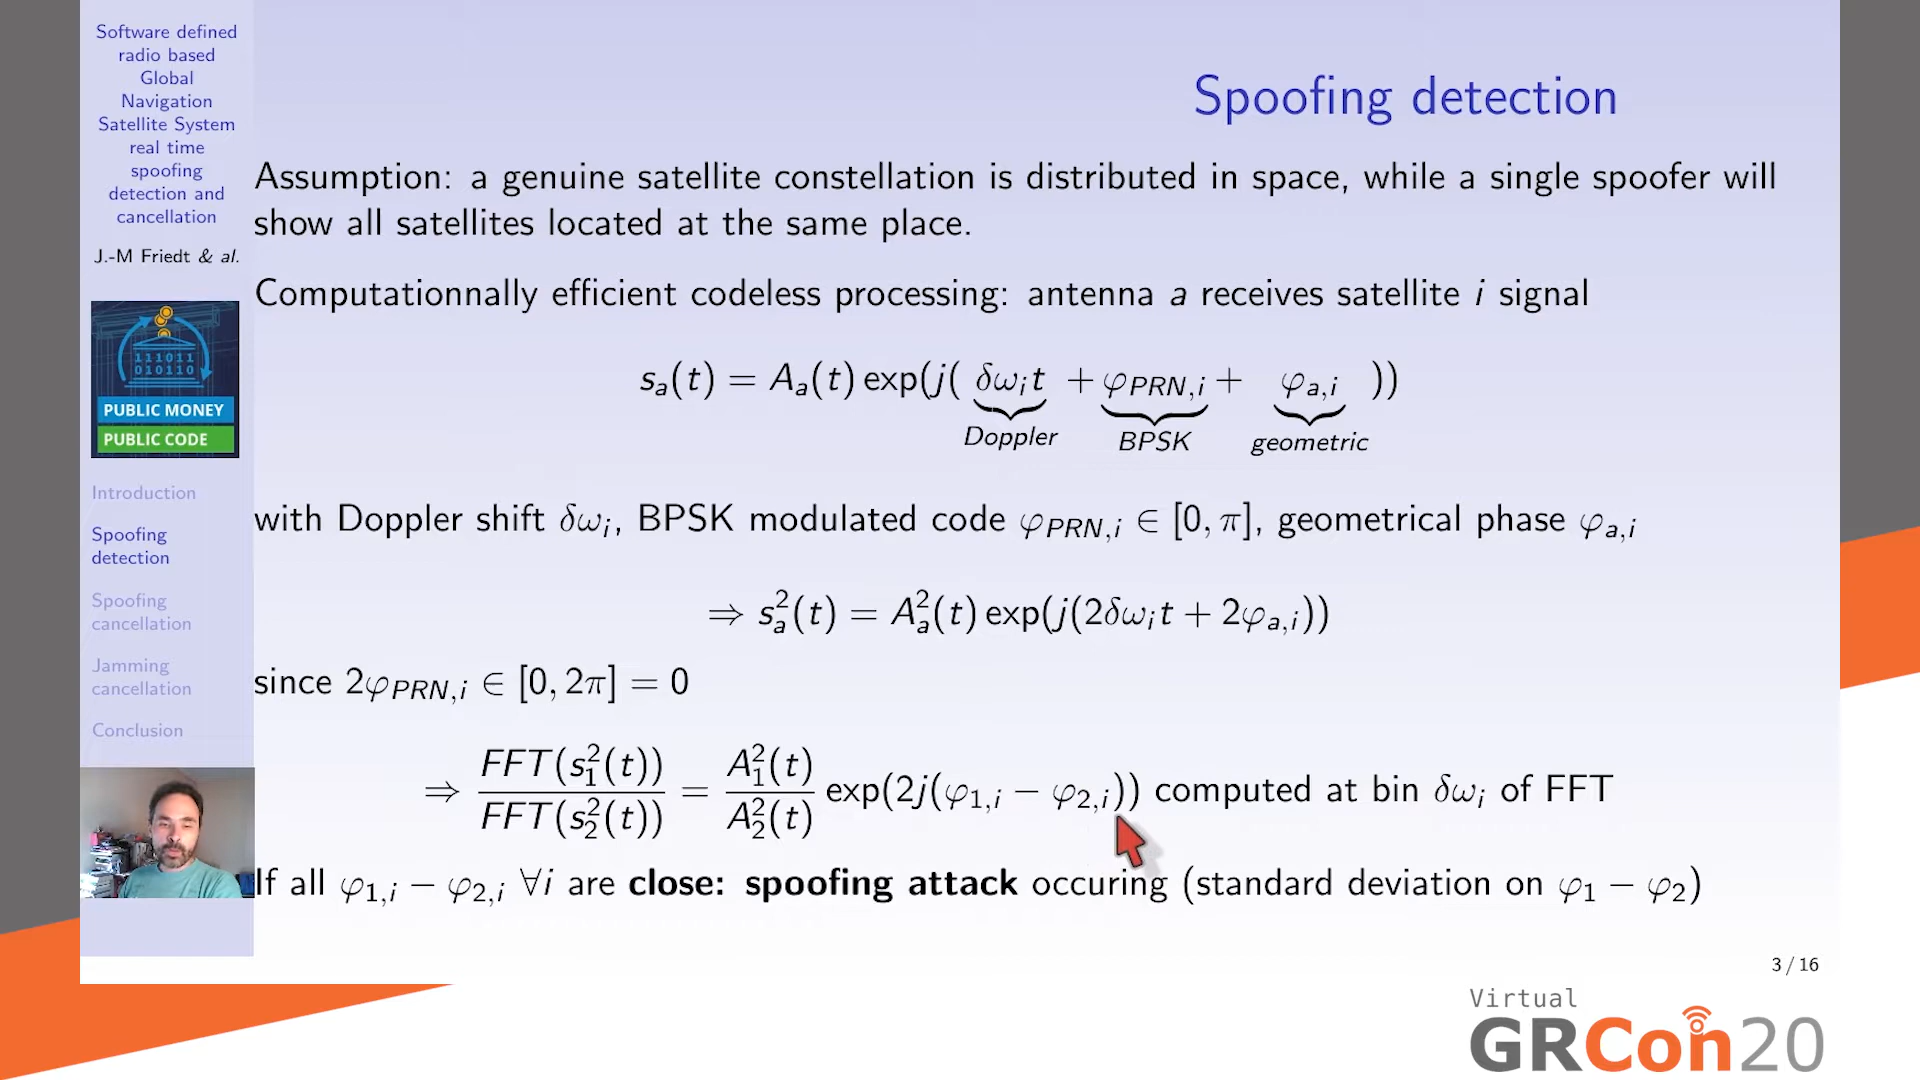 Software defined
radio based
Global
Navigation
Satellite System
real time
spoofing
detection and
cancellation
J.-M Friedt & al.
111011
010110
PUBLIC MONEY
PUBLIC CODE
Introduction
Spoofing
detection
Spoofing
cancellation
Jamming
cancellation
Conclusion
Spoofing detection
Assumption: a genuine satellite constellation is distributed in space, while a single spoofer will
show all satellites located at the same place.
Computationnally efficient codeless processing: antenna a receives satellite i signal
s_a(t) = A_a(t) exp(j( δω_i t + φ_PRN,i + φ_a,i ))
Doppler BPSK geometric
with Doppler shift δω_i, BPSK modulated code φ_PRN,i ∈ [0, π], geometrical phase φ_a,i
⇒ s_a^2(t) = A_a^2(t) exp(j(2δω_i t + 2φ_a,i))
since 2φ_PRN,i ∈ [0, 2π] = 0
⇒ FFT(s_1^2(t)) / FFT(s_2^2(t)) = A_1^2(t) / A_2^2(t) exp(2j(φ_1,i − φ_2,i)) computed at bin δω_i of FFT
If all φ_1,i − φ_2,i ∀i are close: spoofing attack occuring (standard deviation on φ_1 − φ_2)
3 / 16
Virtual
GRCon20